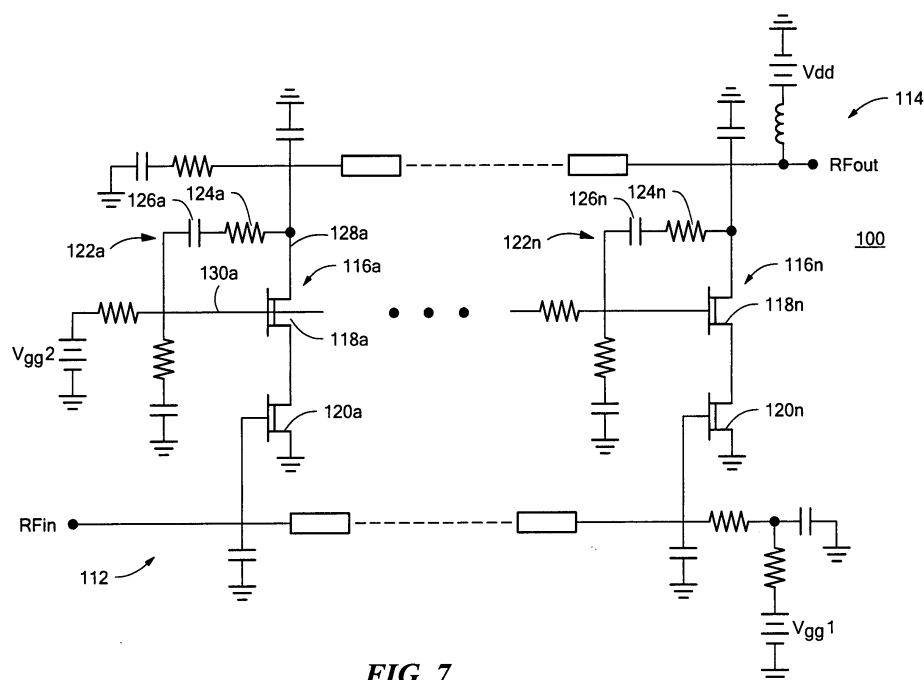 Vdd
114
RFout
126a
124a
126n
124n
122a
128a
122n
100
116a
116n
130a
118a
118n
Vgg2
120a
120n
RFin
112
Vgg1
FIG. 7